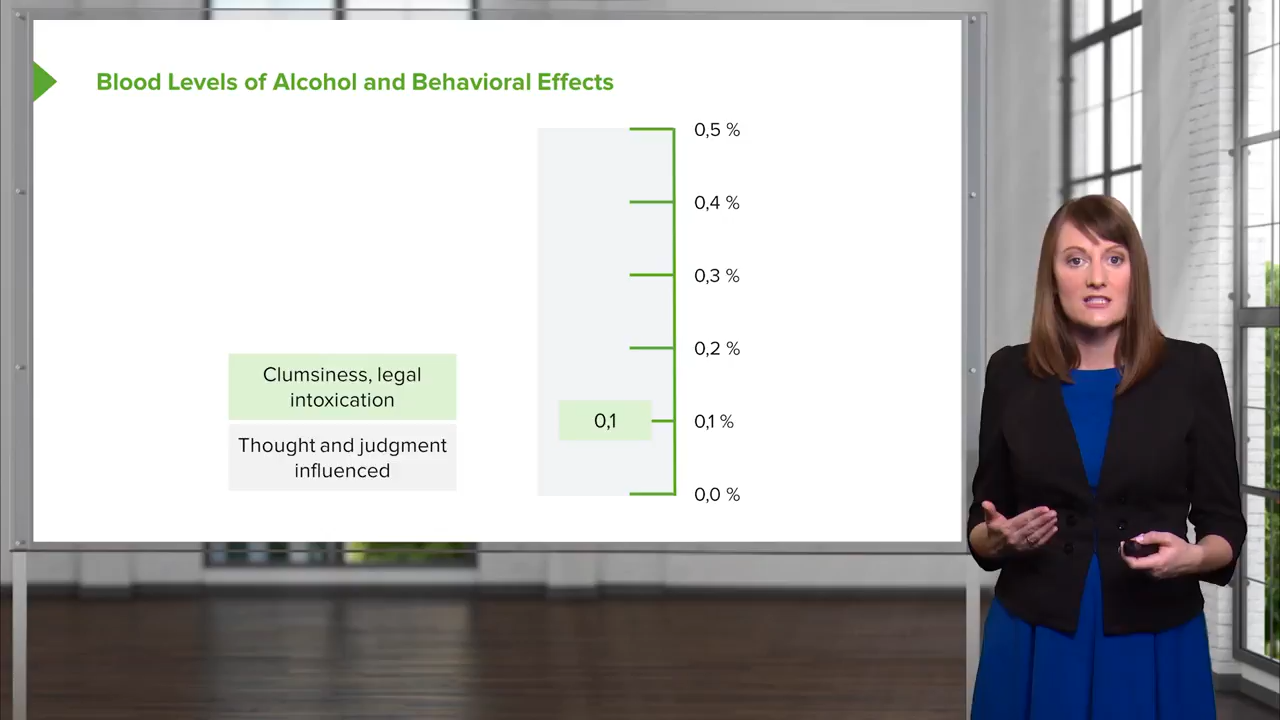 Blood Levels of Alcohol and Behavioral Effects
0,5 %
0,4 %
0,3 %
0,2 %
Clumsiness, legal
intoxication
0,1
0,1 %
Thought and judgment
influenced
0,0 %